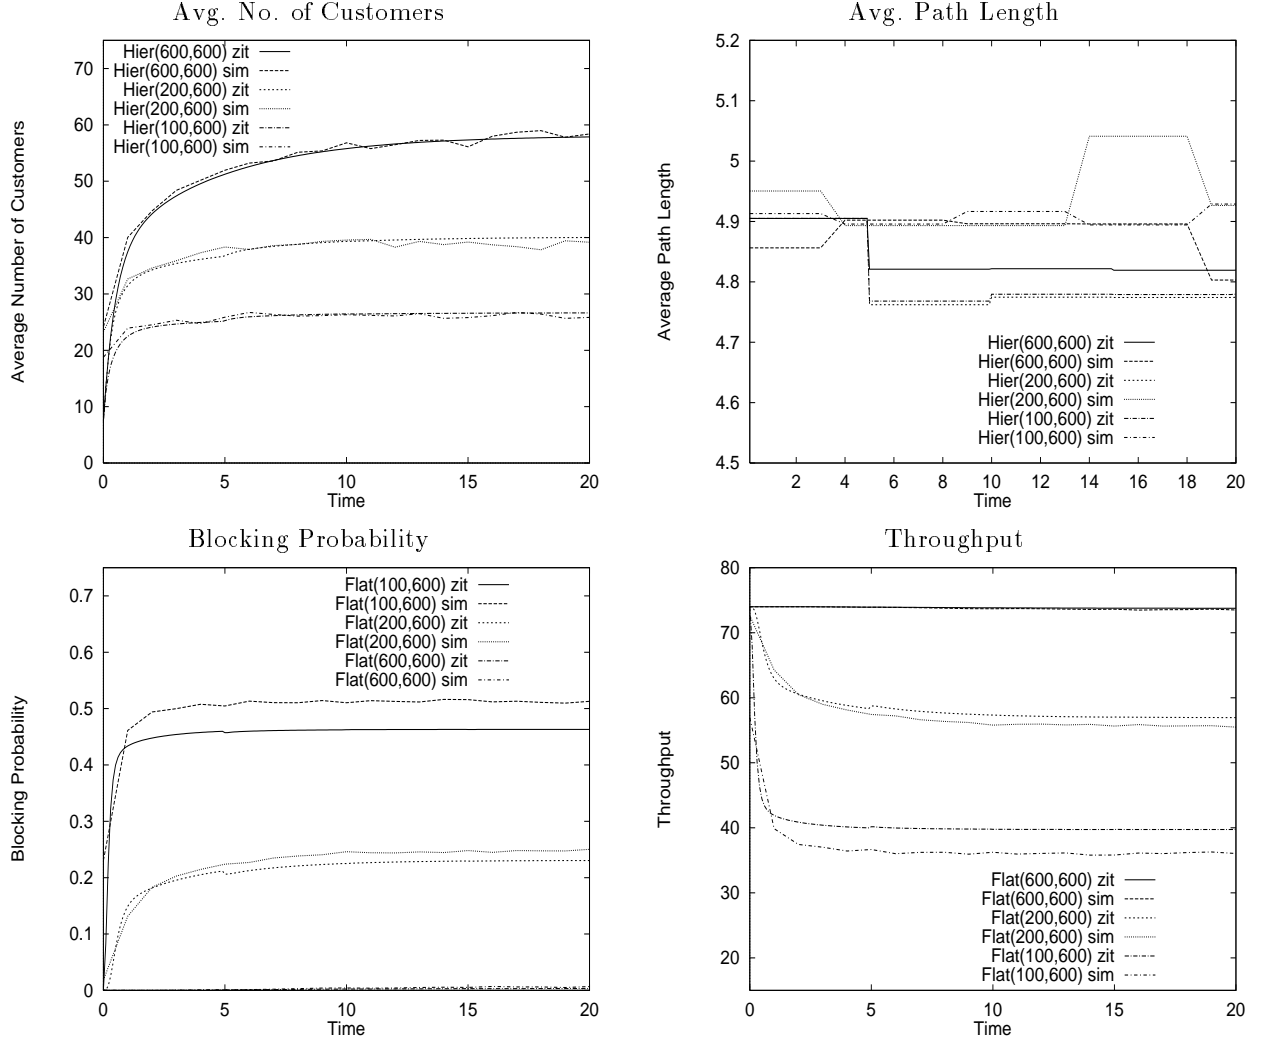 Avg. No. of Customers
Average Number of Customers
70
60
50
40
30
20
10
0
Hier(600,600) zit
Hier(600,600) sim
Hier(200,600) zit
Hier(200,600) sim
Hier(100,600) zit
Hier(100,600) sim
0 5 10 15 20
Time
Avg. Path Length
Average Path Length
5.2
5.1
5
4.9
4.8
4.7
4.6
4.5
Hier(600,600) zit
Hier(600,600) sim
Hier(200,600) zit
Hier(200,600) sim
Hier(100,600) zit
Hier(100,600) sim
2 4 6 8 10 12 14 16 18 20
Time
Blocking Probability
Blocking Probability
0.7
0.6
0.5
0.4
0.3
0.2
0.1
0
Flat(100,600) zit
Flat(100,600) sim
Flat(200,600) zit
Flat(200,600) sim
Flat(600,600) zit
Flat(600,600) sim
0 5 10 15 20
Time
Throughput
Throughput
80
70
60
50
40
30
20
Flat(600,600) zit
Flat(600,600) sim
Flat(200,600) zit
Flat(200,600) sim
Flat(100,600) zit
Flat(100,600) sim
0 5 10 15 20
Time